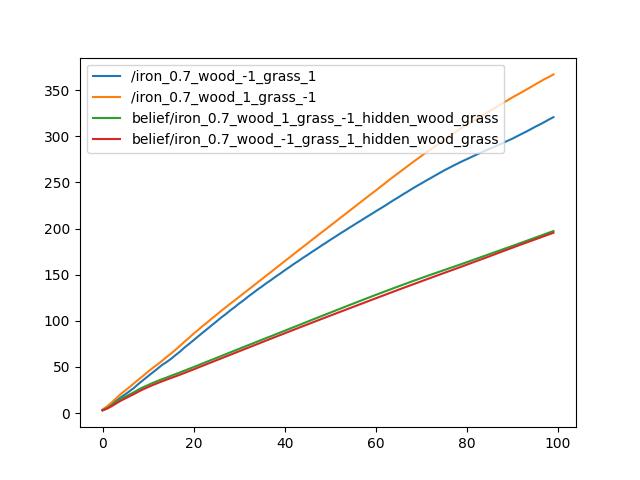 /iron_0.7_wood_-1_grass_1
/iron_0.7_wood_1_grass_-1
belief/iron_0.7_wood_1_grass_-1_hidden_wood_grass
belief/iron_0.7_wood_-1_grass_1_hidden_wood_grass
350
300
250
200
150
100
50
0
0 20 40 60 80 100